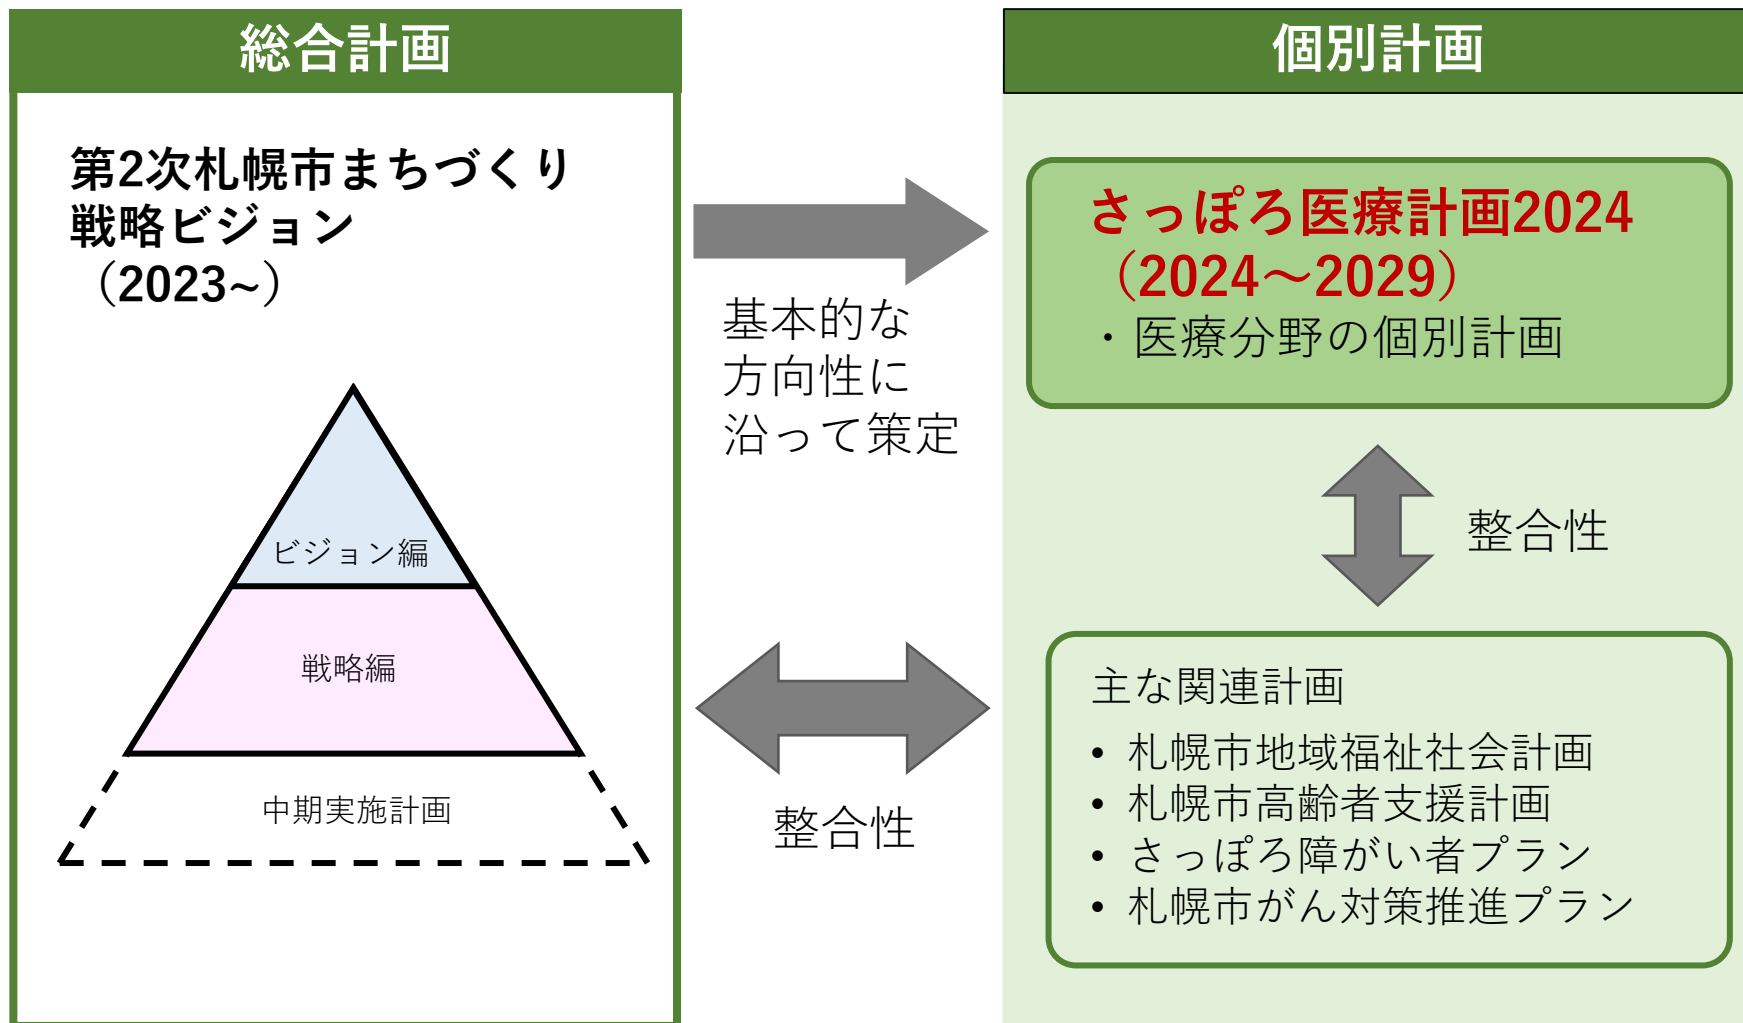 総合計画
第2次札幌市まちづくり
戦略ビジョン
（2023~）
ビジョン編
戦略編
中期実施計画
基本的な
方向性に
沿って策定
整合性
個別計画
さっぽろ医療計画2024
（2024～2029）
・医療分野の個別計画
整合性
主な関連計画
• 札幌市地域福祉社会計画
• 札幌市高齢者支援計画
• さっぽろ障がい者プラン
• 札幌市がん対策推進プラン